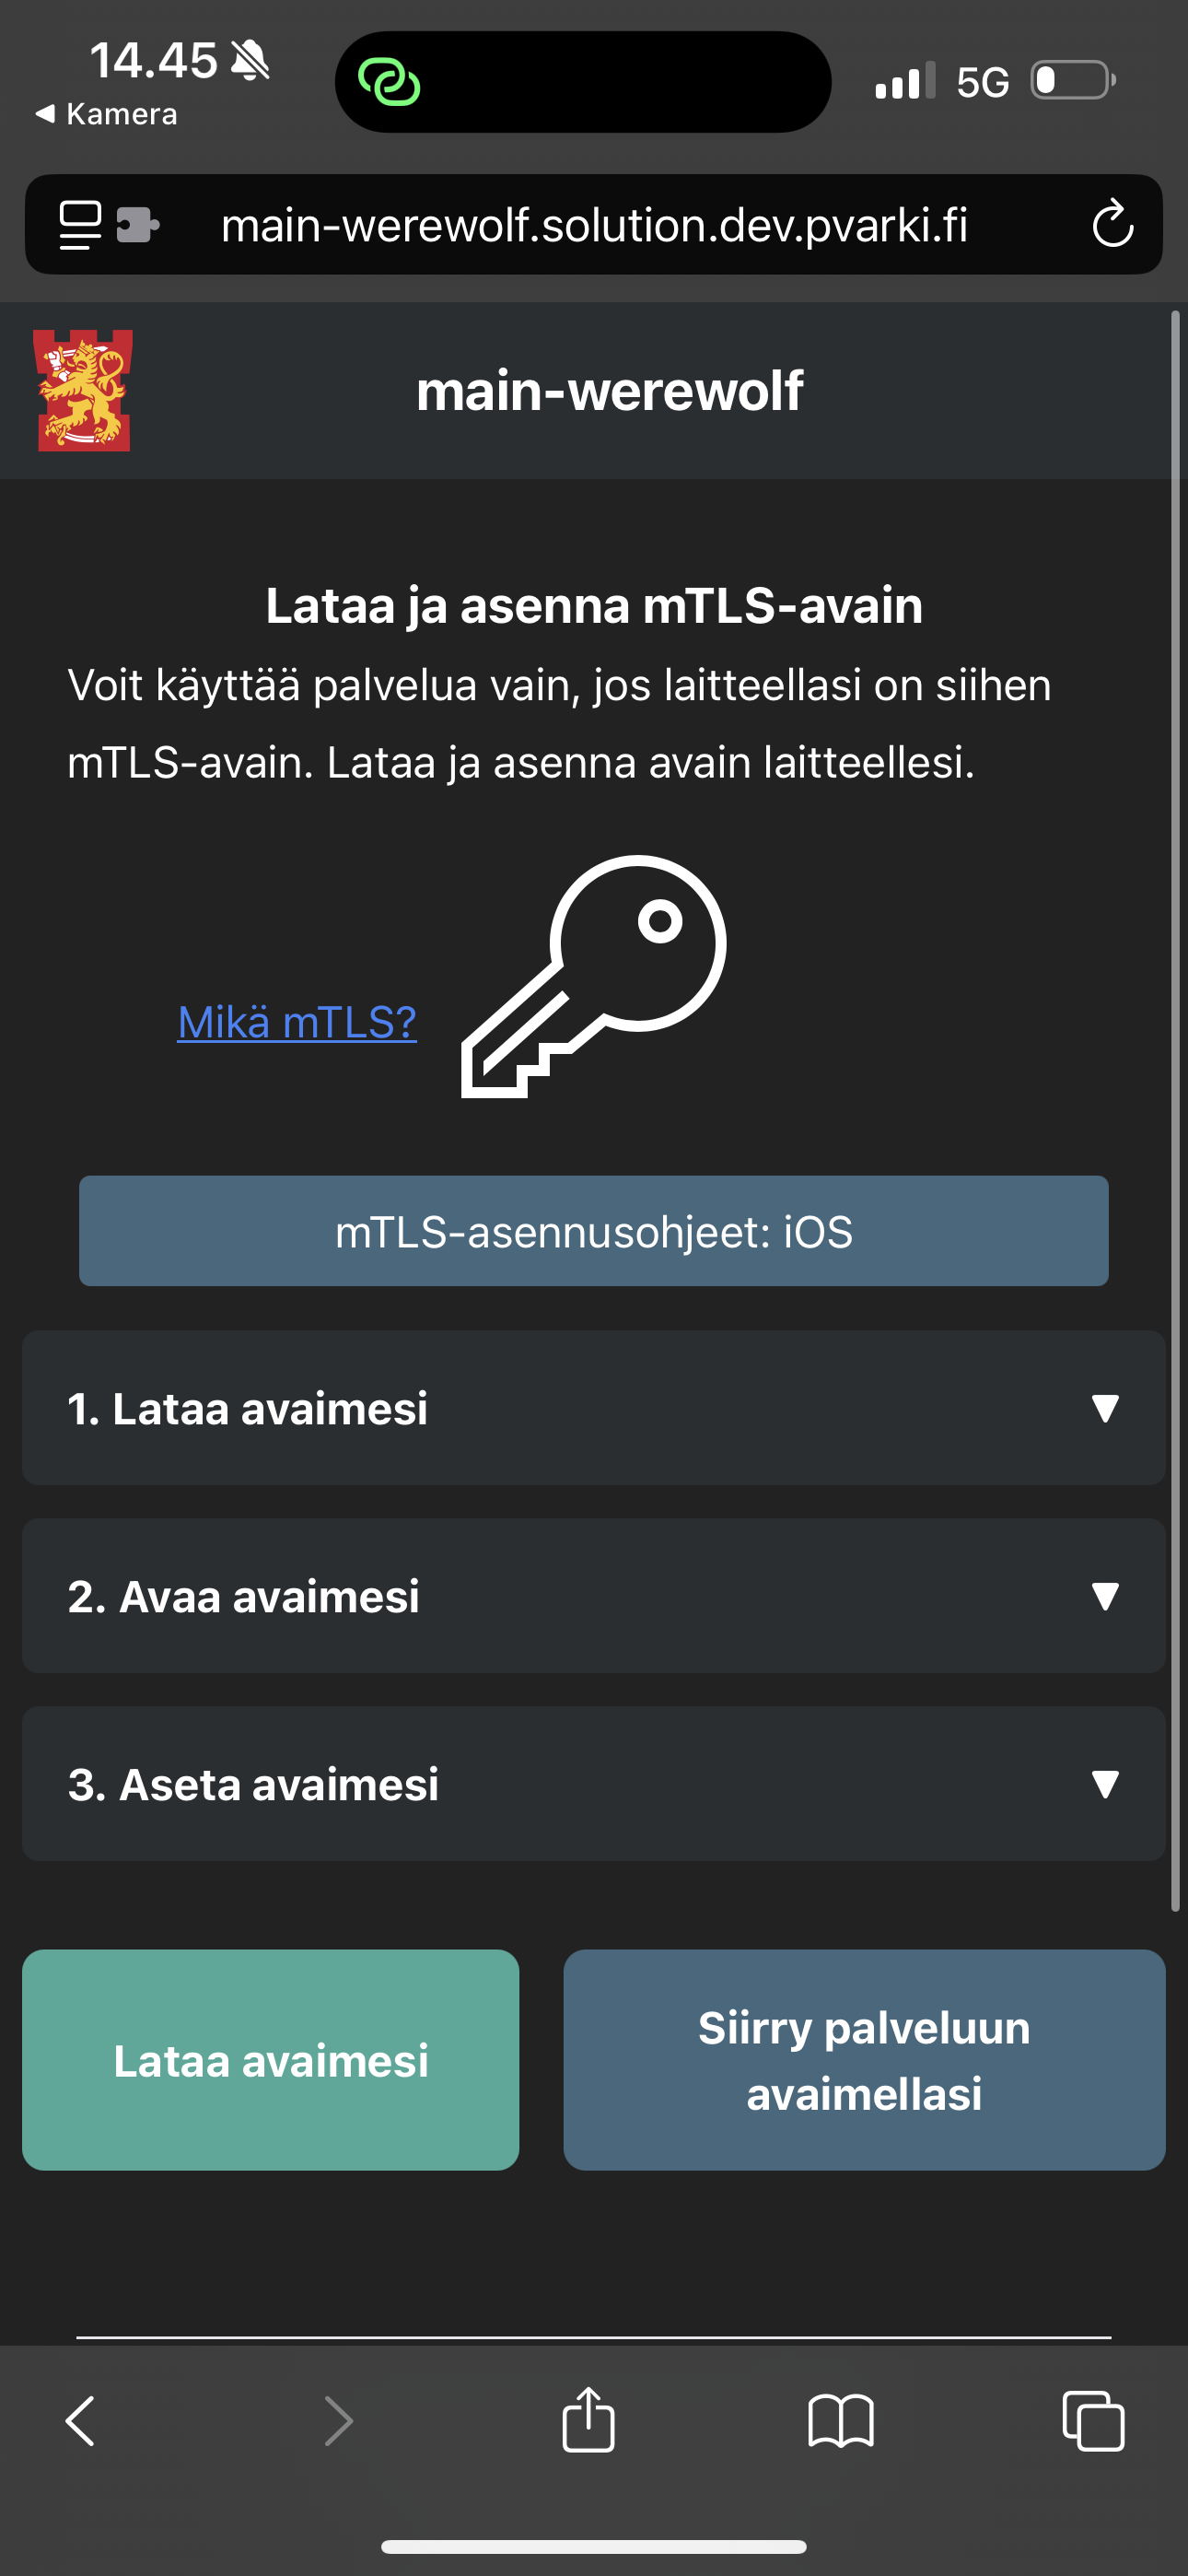 14.45
5G
Kamera
main-werewolf.solution.dev.pvarki.fi
main-werewolf
Lataa ja asenna mTLS-avain
Voit käyttää palvelua vain, jos laitteellasi on siihen
mTLS-avain. Lataa ja asenna avain laitteellesi.
Mikä mTLS?
mTLS-asennusohjeet: iOS
1. Lataa avaimesi
2. Avaa avaimesi
3. Aseta avaimesi
Lataa avaimesi
Siirry palveluun
avaimellasi